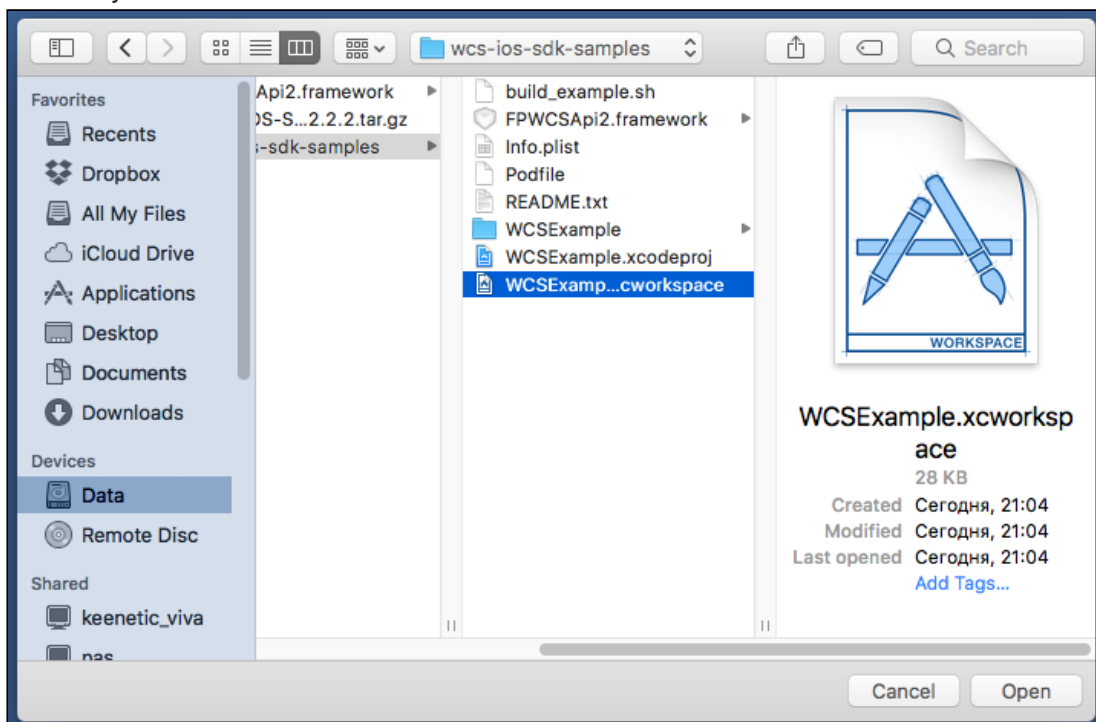 wcs-ios-sdk-samples
Search
Favorites
Recents
Dropbox
All My Files
iCloud Drive
Applications
Desktop
Documents
Downloads
Devices
Data
Remote Disc
Shared
keenetic_viva
Api2.framework
S-S...2.2.2.tar.gz
-sdk-samples
build_example.sh
FPWCSApi2.framework
Info.plist
Podfile
README.txt
WCSExample
WCSExample.xcodeproj
WCSExamp...cworkspace
WORKSPACE
WCSExample.xcworksp
ace
28 KB
Created Сегодня, 21:04
Modified Сегодня, 21:04
Last opened Сегодня, 21:04
Add Tags...
Cancel Open